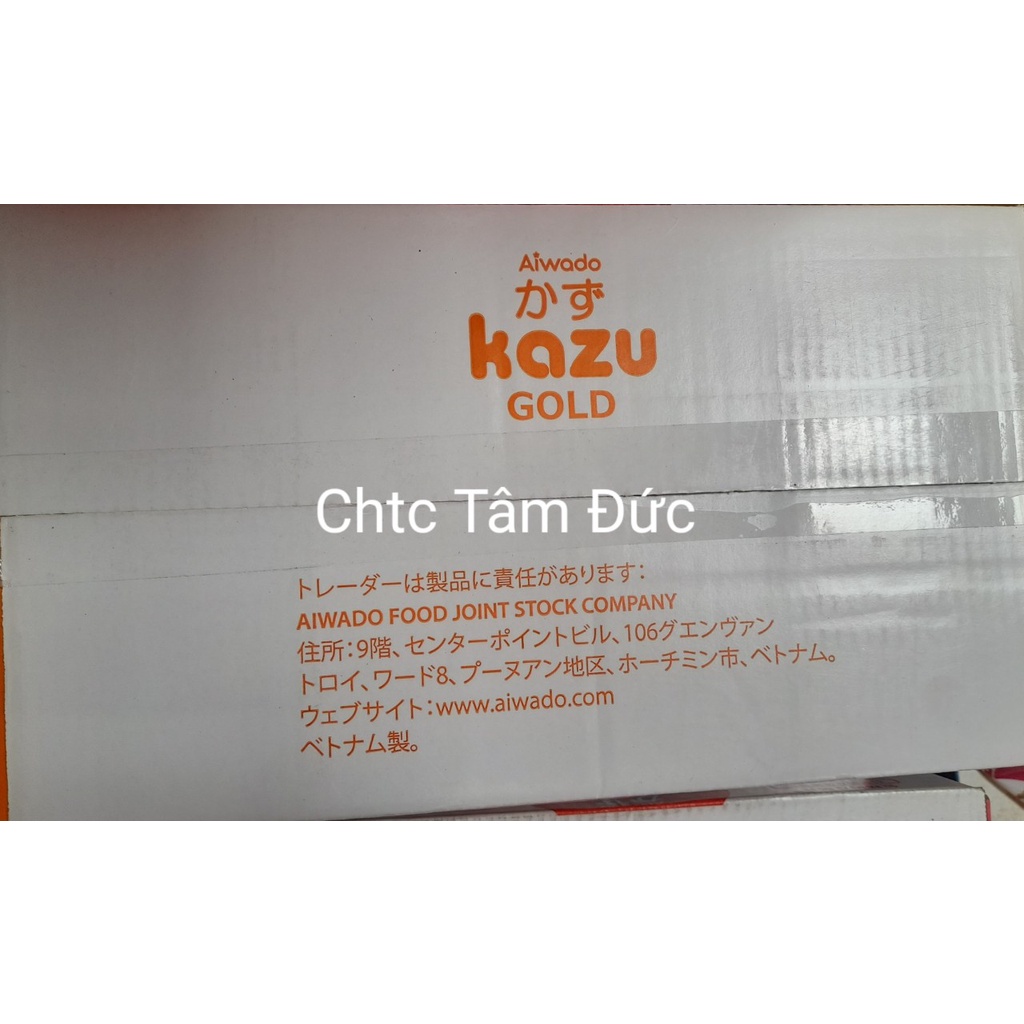 Aiwado
かず
kazu
GOLD
Chtc Tâm Đức
トレーダーは製品に責任があります:
AIWADO FOOD JOINT STOCK COMPANY
住所:9階、センターポイントビル、106グエンヴァン
トロイ、ワード8、プーヌアン地区、ホーチミン市、ベトナム。
ウェブサイト:www.aiwado.com
ベトナム製。